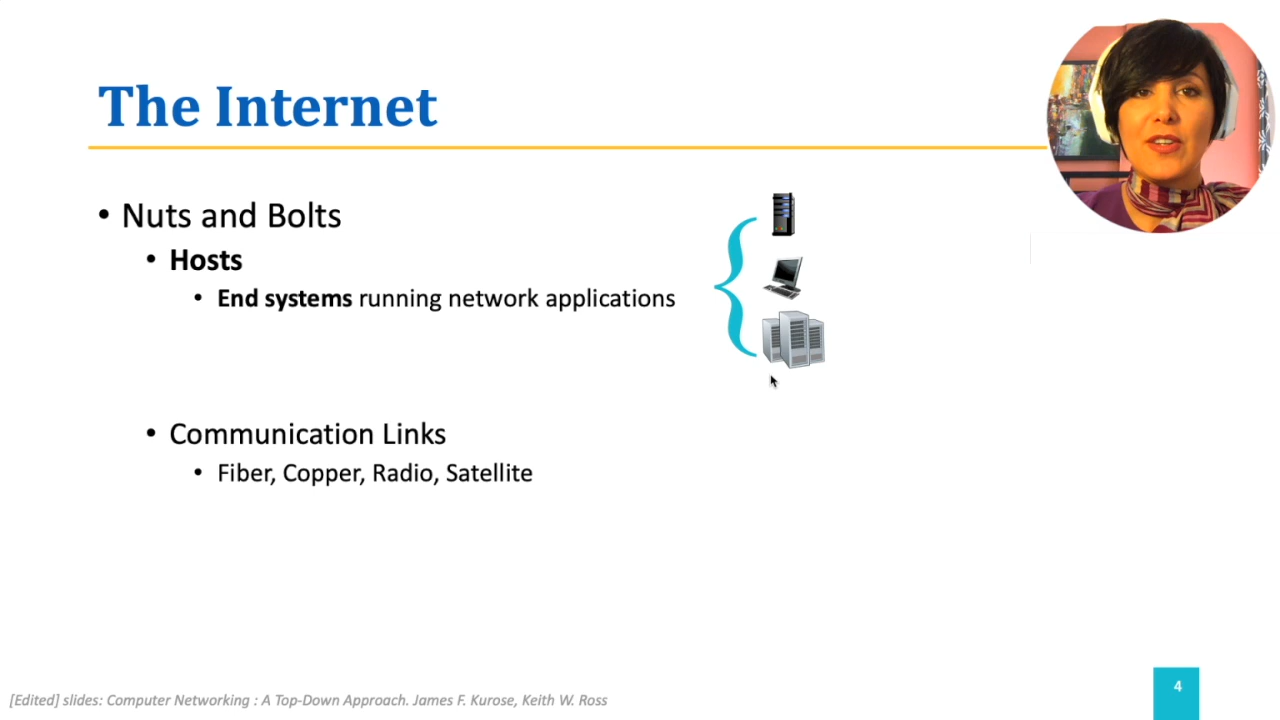 The Internet
• Nuts and Bolts
• Hosts
• End systems running network applications
• Communication Links
• Fiber, Copper, Radio, Satellite
[Edited] slides: Computer Networking : A Top-Down Approach. James F. Kurose, Keith W. Ross
4